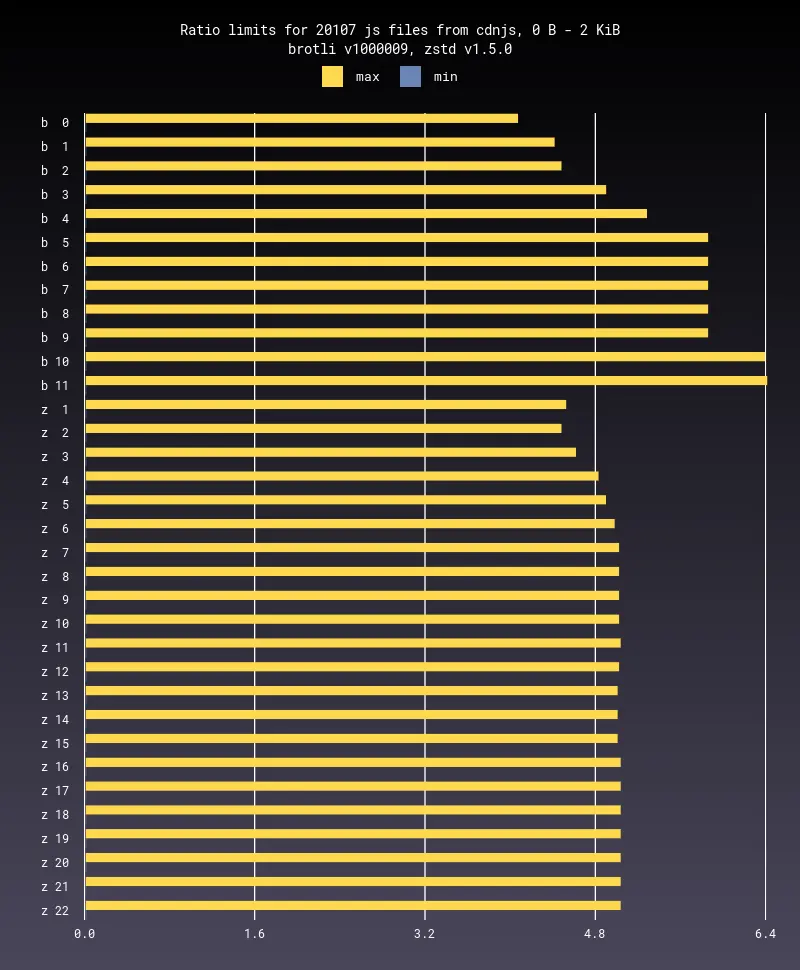 Ratio limits for 20107 js files from cdnjs, 0 B - 2 KiB
brotli v1000009, zstd v1.5.0
max min
b 0
b 1
b 2
b 3
b 4
b 5
b 6
b 7
b 8
b 9
b 10
b 11
z 1
z 2
z 3
z 4
z 5
z 6
z 7
z 8
z 9
z 10
z 11
z 12
z 13
z 14
z 15
z 16
z 17
z 18
z 19
z 20
z 21
z 22
0.0 1.6 3.2 4.8 6.4